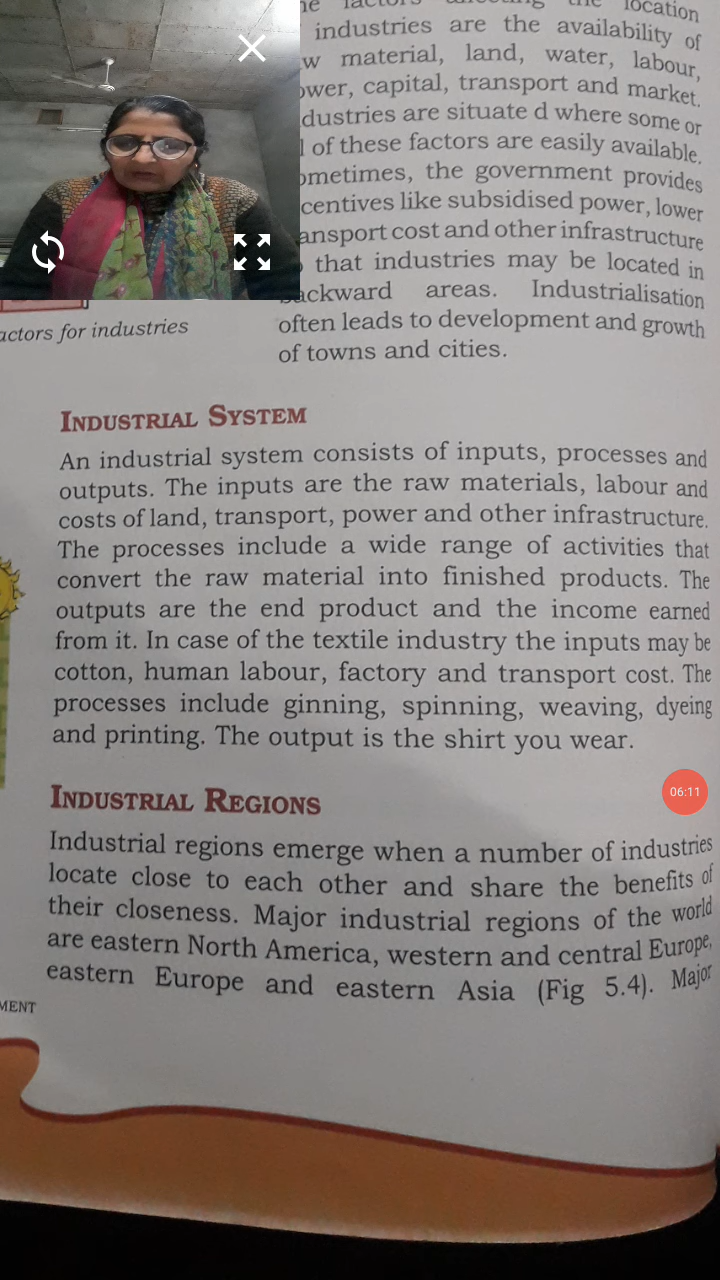 location
industries are the availability of
material, land, water, labour,
capital, transport and market.
are situate d where some or
of these factors are easily available.
the government provides
like subsidised power, lower
cost and other infrastructure
that industries may be located in
areas. Industrialisation
often leads to development and growth
of towns and cities.
for industries
INDUSTRIAL SYSTEM
An industrial system consists of inputs, processes and
outputs. The inputs are the raw materials, labour and
costs of land, transport, power and other infrastructure.
The processes include a wide range of activities that
convert the raw material into finished products. The
outputs are the end product and the income earned
from it. In case of the textile industry the inputs may be
cotton, human labour, factory and transport cost. The
processes include ginning, spinning, weaving, dyeing
and printing. The output is the shirt you wear.
06:11
INDUSTRIAL REGIONS
Industrial regions emerge when a number of industries
locate close to each other and share the benefits of
their closeness. Major industrial regions of the world
are eastern North America, western and central Europe,
eastern Europe and eastern Asia (Fig 5.4). Major